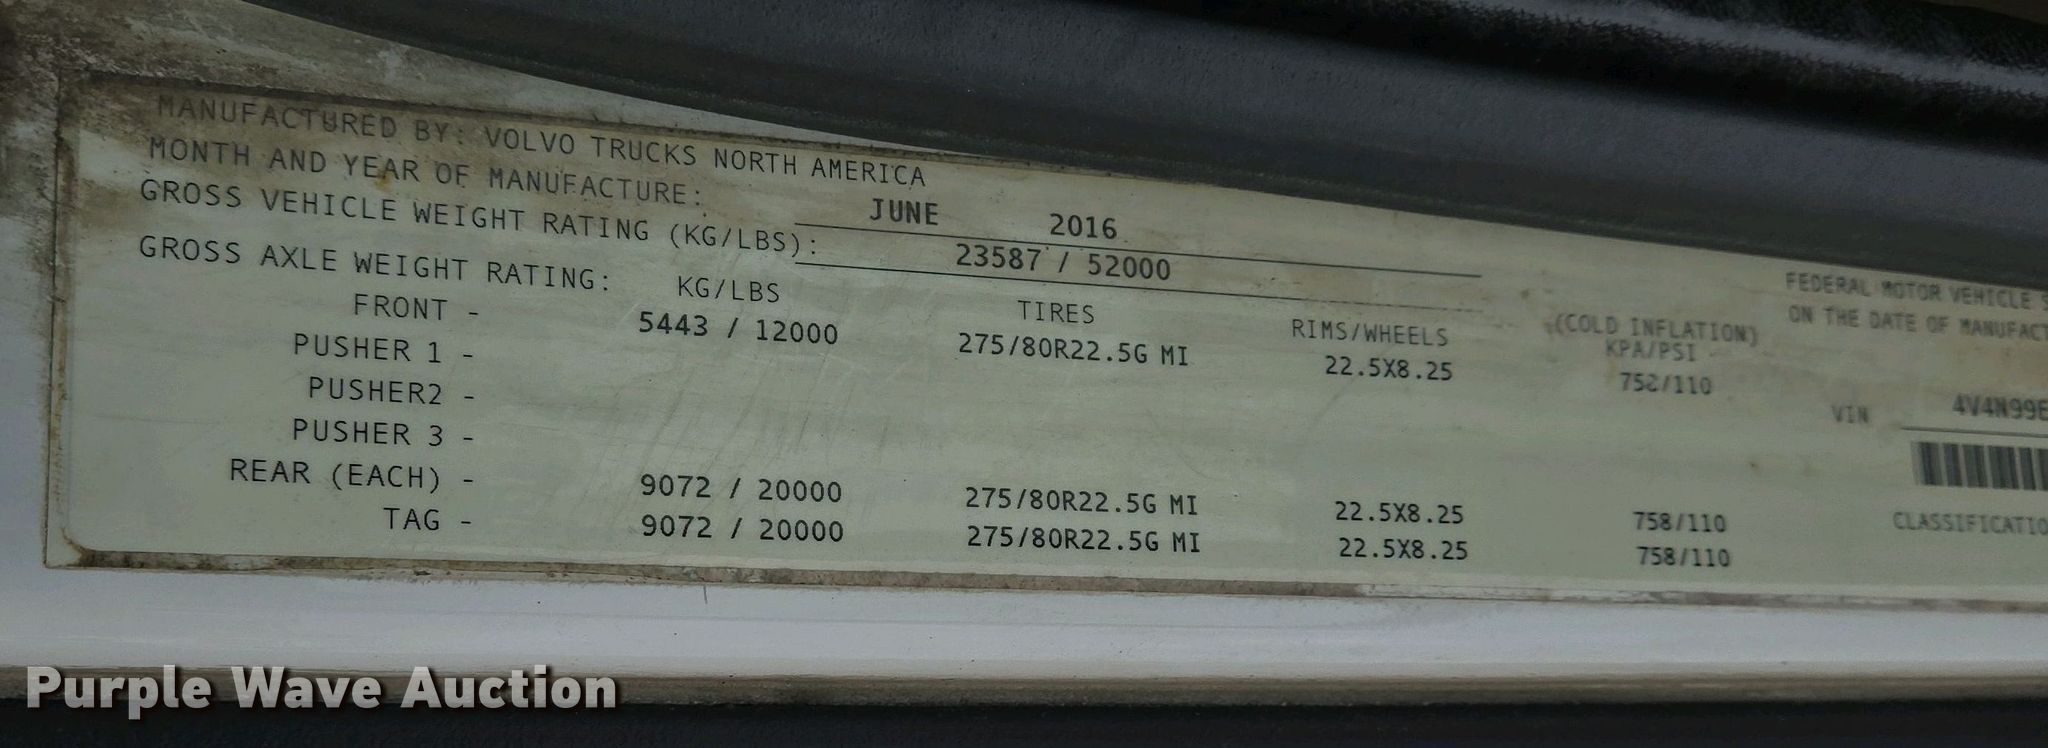 MANUFACTURED BY: VOLVO TRUCKS NORTH AMERICA
MONTH AND YEAR OF MANUFACTURE: JUNE 2016
GROSS VEHICLE WEIGHT RATING (KG/LBS): 23587 / 52000
GROSS AXLE WEIGHT RATING: KG/LBS TIRES RIMS/WHEELS (COLD INFLATION) KPA/PSI
FRONT - 5443 / 12000 275/80R22.5G MI 22.5X8.25 758/110
PUSHER 1 -
PUSHER2 -
PUSHER 3 -
REAR (EACH) - 9072 / 20000 275/80R22.5G MI 22.5X8.25 758/110
TAG - 9072 / 20000 275/80R22.5G MI 22.5X8.25 758/110
FEDERAL MOTOR VEHICLE S
ON THE DATE OF MANUFACT
VIN 4V4N99E
CLASSIFICATIO
Purple Wave Auction